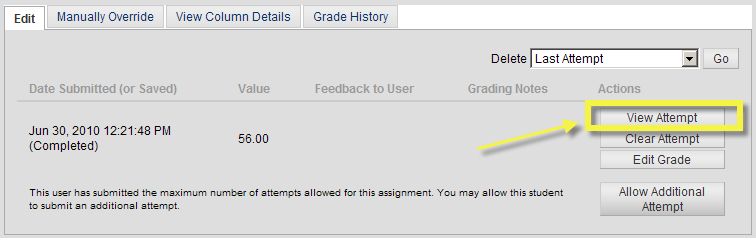 Edit Manually Override View Column Details Grade History
Delete Last Attempt Go
Date Submitted (or Saved) Value Feedback to User Grading Notes Actions
View Attempt
Jun 30, 2010 12:21:48 PM
(Completed)
56.00
Clear Attempt
Edit Grade
This user has submitted the maximum number of attempts allowed for this assignment. You may allow this student
to submit an additional attempt.
Allow Additional
Attempt